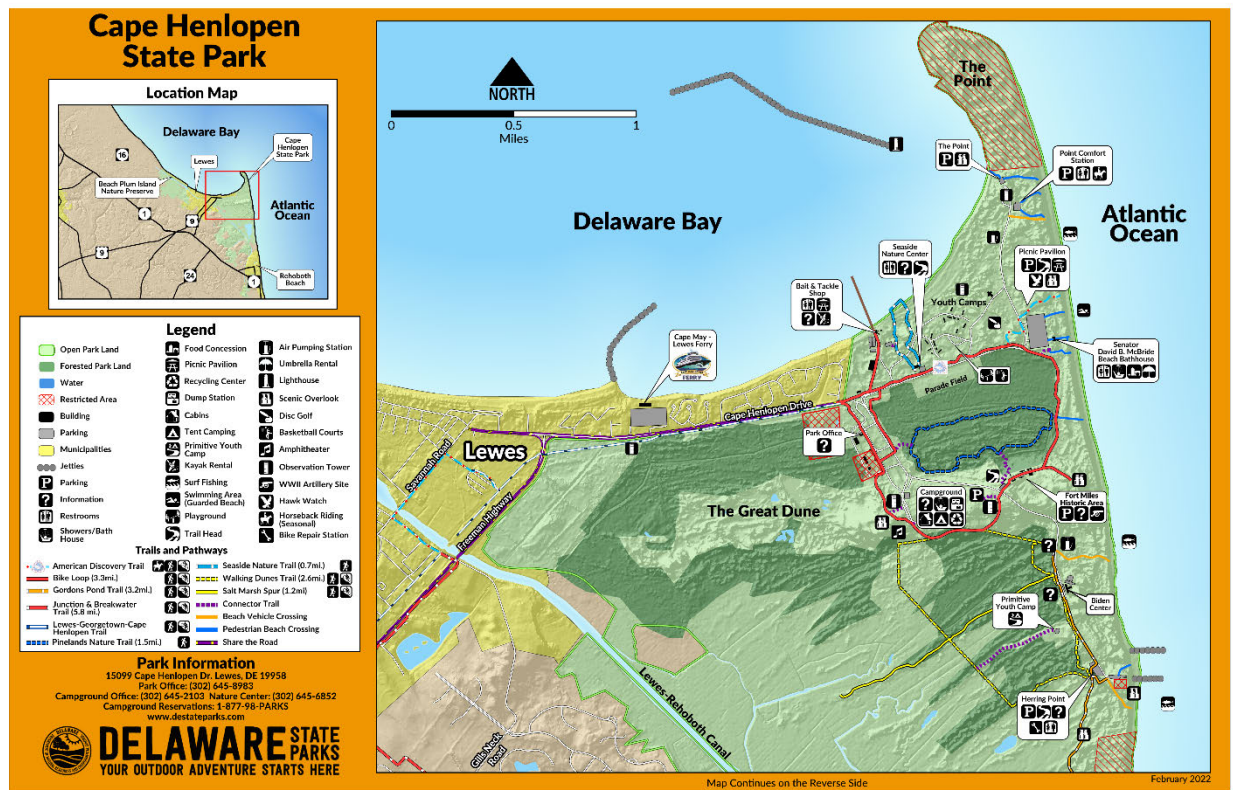 Cape Henlopen
State Park
Location Map
Delaware Bay
Cape
Henlopen
State Park
16
Lewes
Beach Plum Island
Nature Preserve
Atlantic
Ocean
1
9
9
24
1
Rehoboth
Beach
Legend
Open Park Land
Forested Park Land
Water
Restricted Area
Building
Parking
Municipalities
Jetties
Parking
Information
Restrooms
Showers/Bath
House
Food Concession
Picnic Pavilion
Recycling Center
Dump Station
Cabins
Tent Camping
Primitive Youth
Camp
Kayak Rental
Surf Fishing
Swimming Area
(Guarded Beach)
Playground
Trail Head
Air Pumping Station
Umbrella Rental
Lighthouse
Scenic Overlook
Disc Golf
Basketball Courts
Amphitheater
Observation Tower
WWII Artillery Site
Hawk Watch
Horseback Riding
(Seasonal)
Bike Repair Station
Trails and Pathways
American Discovery Trail
Bike Loop (3.3mi.)
Gordons Pond Trail (3.2mi.)
Junction & Breakwater
Trail (5.8 mi.)
Lewes-Georgetown-Cape
Henlopen Trail
Pinelands Nature Trail (1.5mi.)
Seaside Nature Trail (0.7mi.)
Walking Dunes Trail (2.6mi.)
Salt Marsh Spur (1.2mi)
Connector Trail
Beach Vehicle Crossing
Pedestrian Beach Crossing
Share the Road
Park Information
15099 Cape Henlopen Dr. Lewes, DE 19958
Park Office: (302) 645-8983
Campground Office: (302) 645-2103 Nature Center: (302) 645-6852
Campground Reservations: 1-877-98-PARKS
www.destateparks.com
DELAWARE STATE PARKS
YOUR OUTDOOR ADVENTURE STARTS HERE
NORTH
0 0.5 1
Miles
The
Point
The Point
P
Point Comfort
Station
P
Delaware Bay
Atlantic
Ocean
Seaside
Nature Center
?
Picnic Pavilion
P
Bait & Tackle
Shop
?
Youth Camps
Cape May -
Lewes Ferry
FERRY
Senator
David B. McBride
Beach Bathhouse
Parade Field
Cape Henlopen Drive
Park Office
?
Lewes
Savannah Road
Freeman Highway
The Great Dune
Campground
?
P
Fort Miles
Historic Area
P ?
?
?
Biden
Center
Primitive
Youth Camp
Herring Point
P ?
Lewes-Rehoboth Canal
Gills Neck
Road
Map Continues on the Reverse Side
February 2022